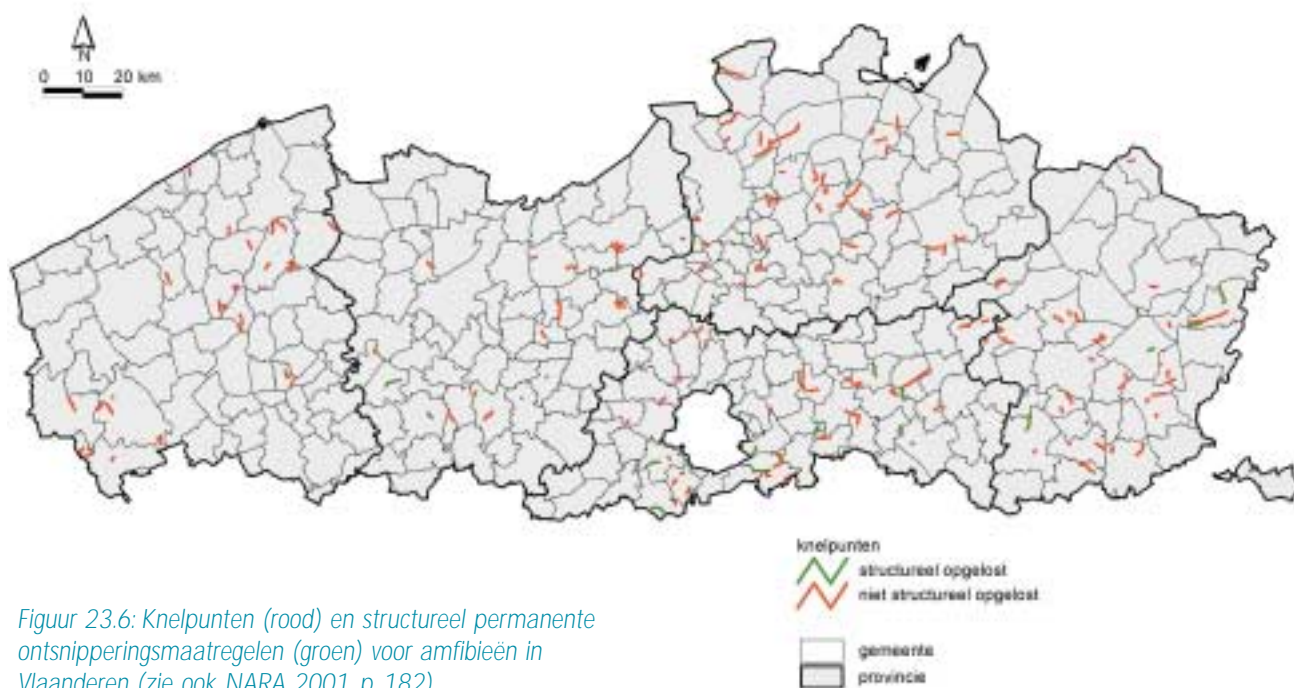 N
0 10 20 km
knelpunten
structureel opgelost
niet structureel opgelost
gemeente
provincie
Figuur 23.6: Knelpunten (rood) en structureel permanente
ontsnipperingsmaatregelen (groen) voor amfibieën in
Vlaanderen (zie ook NARA 2001 p. 182)